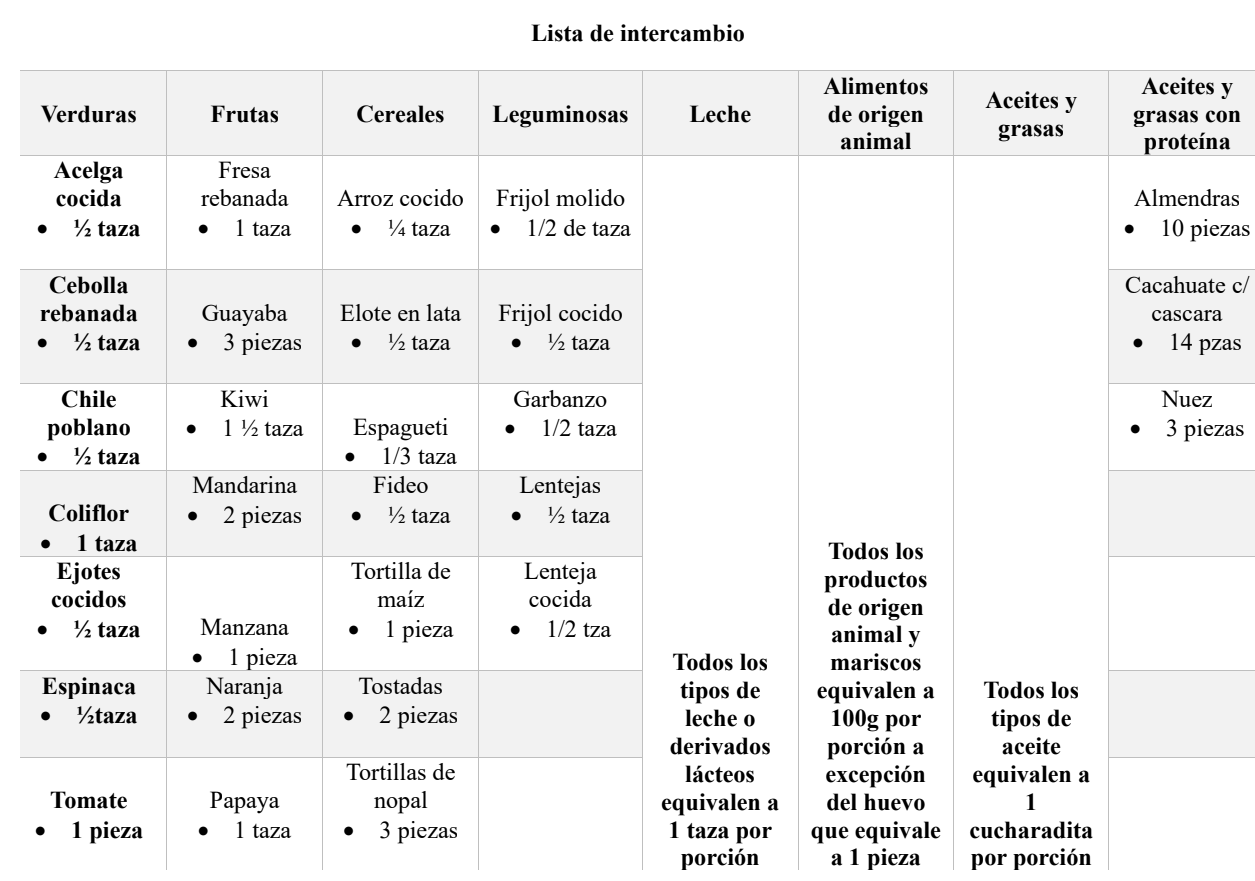 Lista de intercambio
Verduras
Frutas
Cereales
Leguminosas
Leche
Alimentos
de origen
animal
Aceites y
grasas
Aceites y
grasas con
proteína
Acelga
cocida
• ½ taza
Fresa
rebanada
• 1 taza
Arroz cocido
• ¼ taza
Frijol molido
• 1/2 de taza
Almendras
• 10 piezas
Cebolla
rebanada
• ½ taza
Guayaba
• 3 piezas
Elote en lata
• ½ taza
Frijol cocido
• ½ taza
Cacahuate c/
cascara
• 14 pzas
Chile
poblano
• ½ taza
Kiwi
• 1 ½ taza
Espagueti
• 1/3 taza
Garbanzo
• 1/2 taza
Nuez
• 3 piezas
Coliflor
• 1 taza
Mandarina
• 2 piezas
Fideo
• ½ taza
Lentejas
• ½ taza
Ejotes
cocidos
• ½ taza
Manzana
• 1 pieza
Tortilla de
maíz
• 1 pieza
Lenteja
cocida
• 1/2 tza
Espinaca
• ½taza
Naranja
• 2 piezas
Tostadas
• 2 piezas
Tomate
• 1 pieza
Papaya
• 1 taza
Tortillas de
nopal
• 3 piezas
Todos los
tipos de
leche o
derivados
lácteos
equivalen a
1 taza por
porción
Todos los
productos
de origen
animal y
mariscos
equivalen a
100g por
porción a
excepción
del huevo
que equivale
a 1 pieza
Todos los
tipos de
aceite
equivalen a
1
cucharadita
por porción